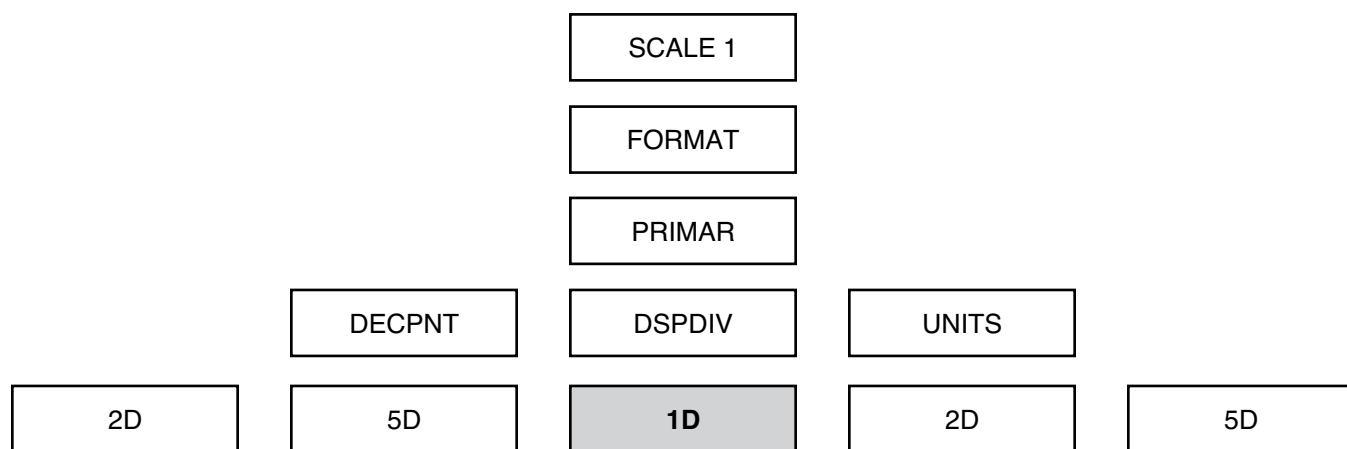 SCALE 1
FORMAT
PRIMAR
DECPNT DSPDIV UNITS
2D 5D 1D 2D 5D